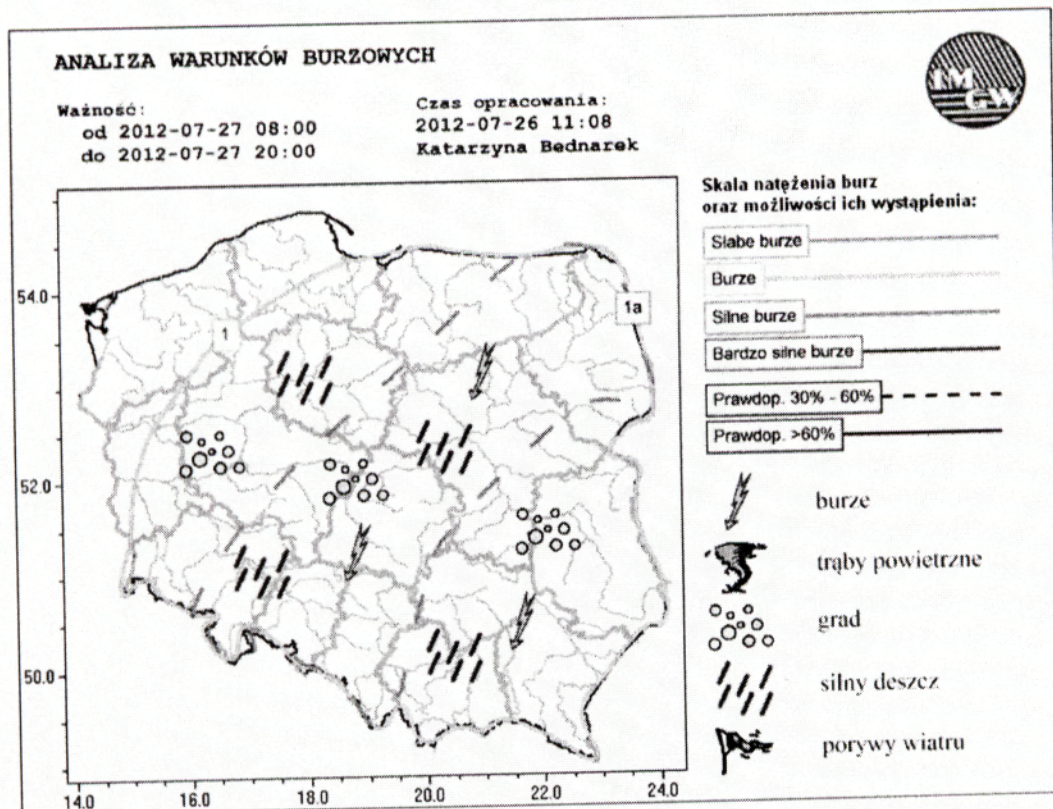 ANALIZA WARUNKÓW BURZOWYCH
Ważność:
od 2012-07-27 08:00
do 2012-07-27 20:00
Czas opracowania:
2012-07-26 11:08
Katarzyna Bednarek
IM
GW
Skala natężenia burz
oraz możliwości ich wystąpienia:
Słabe burze
Burze
Silne burze
Bardzo silne burze
Prawdop. 30% - 60%
Prawdop. >60%
burze
trąby powietrzne
grad
silny deszcz
porywy wiatru
1
1a
54.0
52.0
50.0
14.0
16.0
18.0
20.0
22.0
24.0